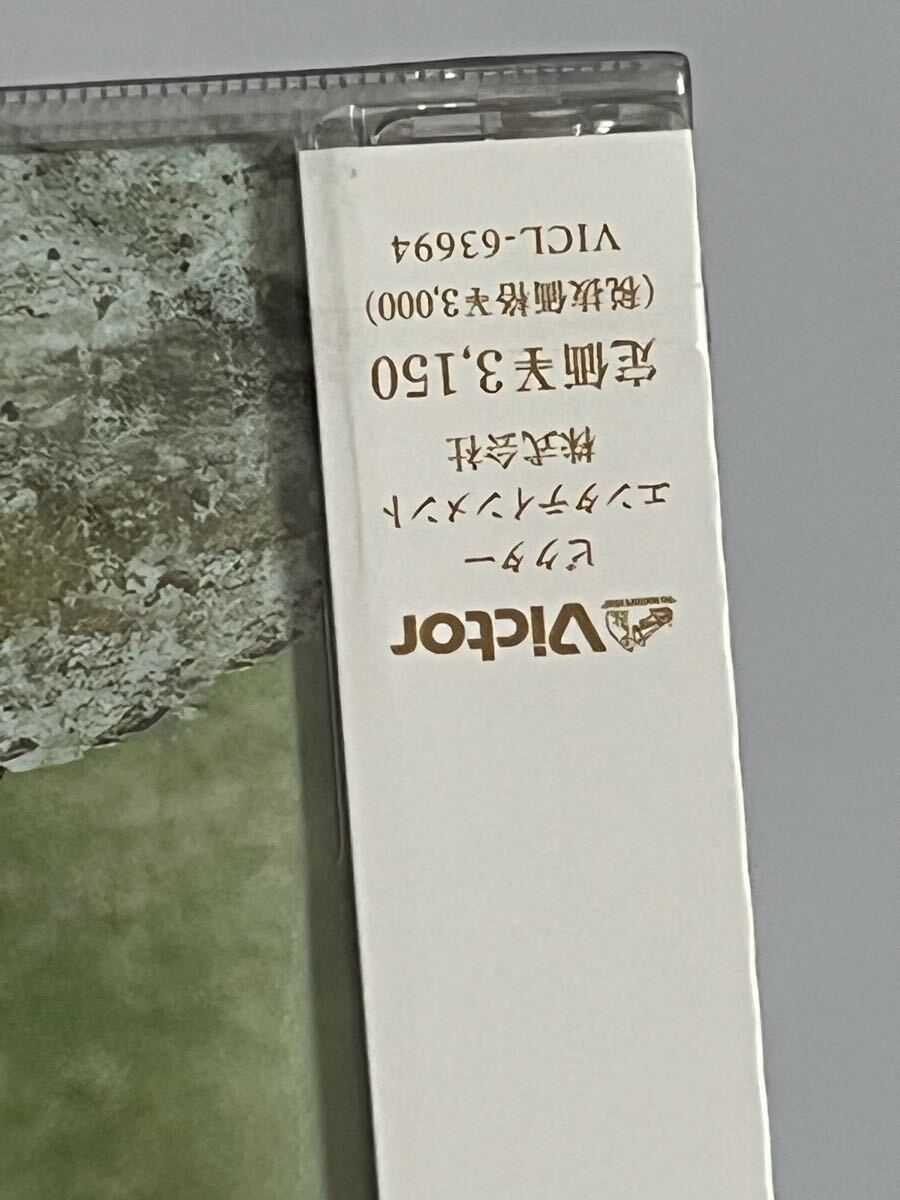 Victor
ビクター
エンタテインメント
株式会社
定価¥3,150
(税抜価格¥3,000)
VICL-63694